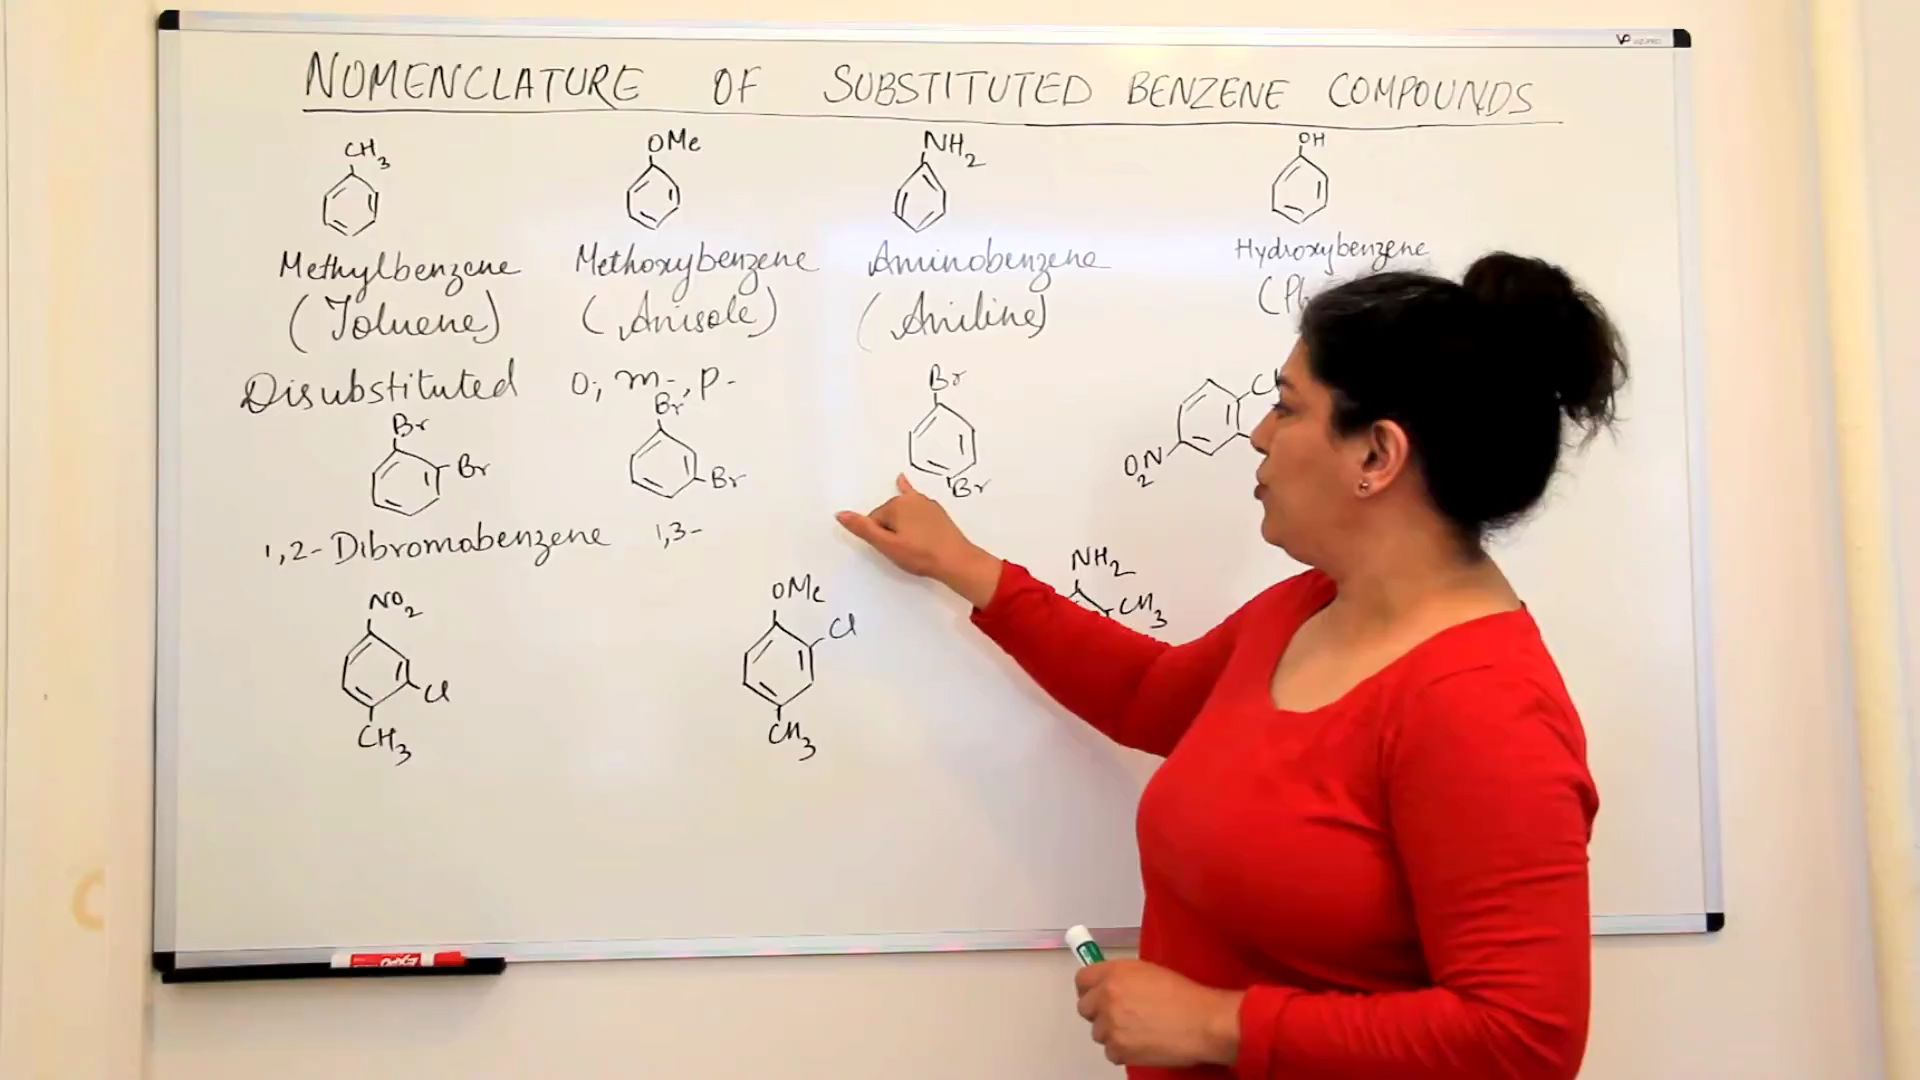 NOMENCLATURE OF SUBSTITUTED BENZENE COMPOUNDS
CH3 OMe NH2 OH
Methylbenzene Methoxybenzene Aminobenzene Hydroxybenzene
(Toluene) (Anisole) (Aniline) (Ph
Disubstituted o-, m-, p-
Br Br Br
Br Br Br O2N
1,2-Dibromobenzene 1,3-
NO2 OMe NH2
Cl Cl CH3
CH3 CH3
EXPO